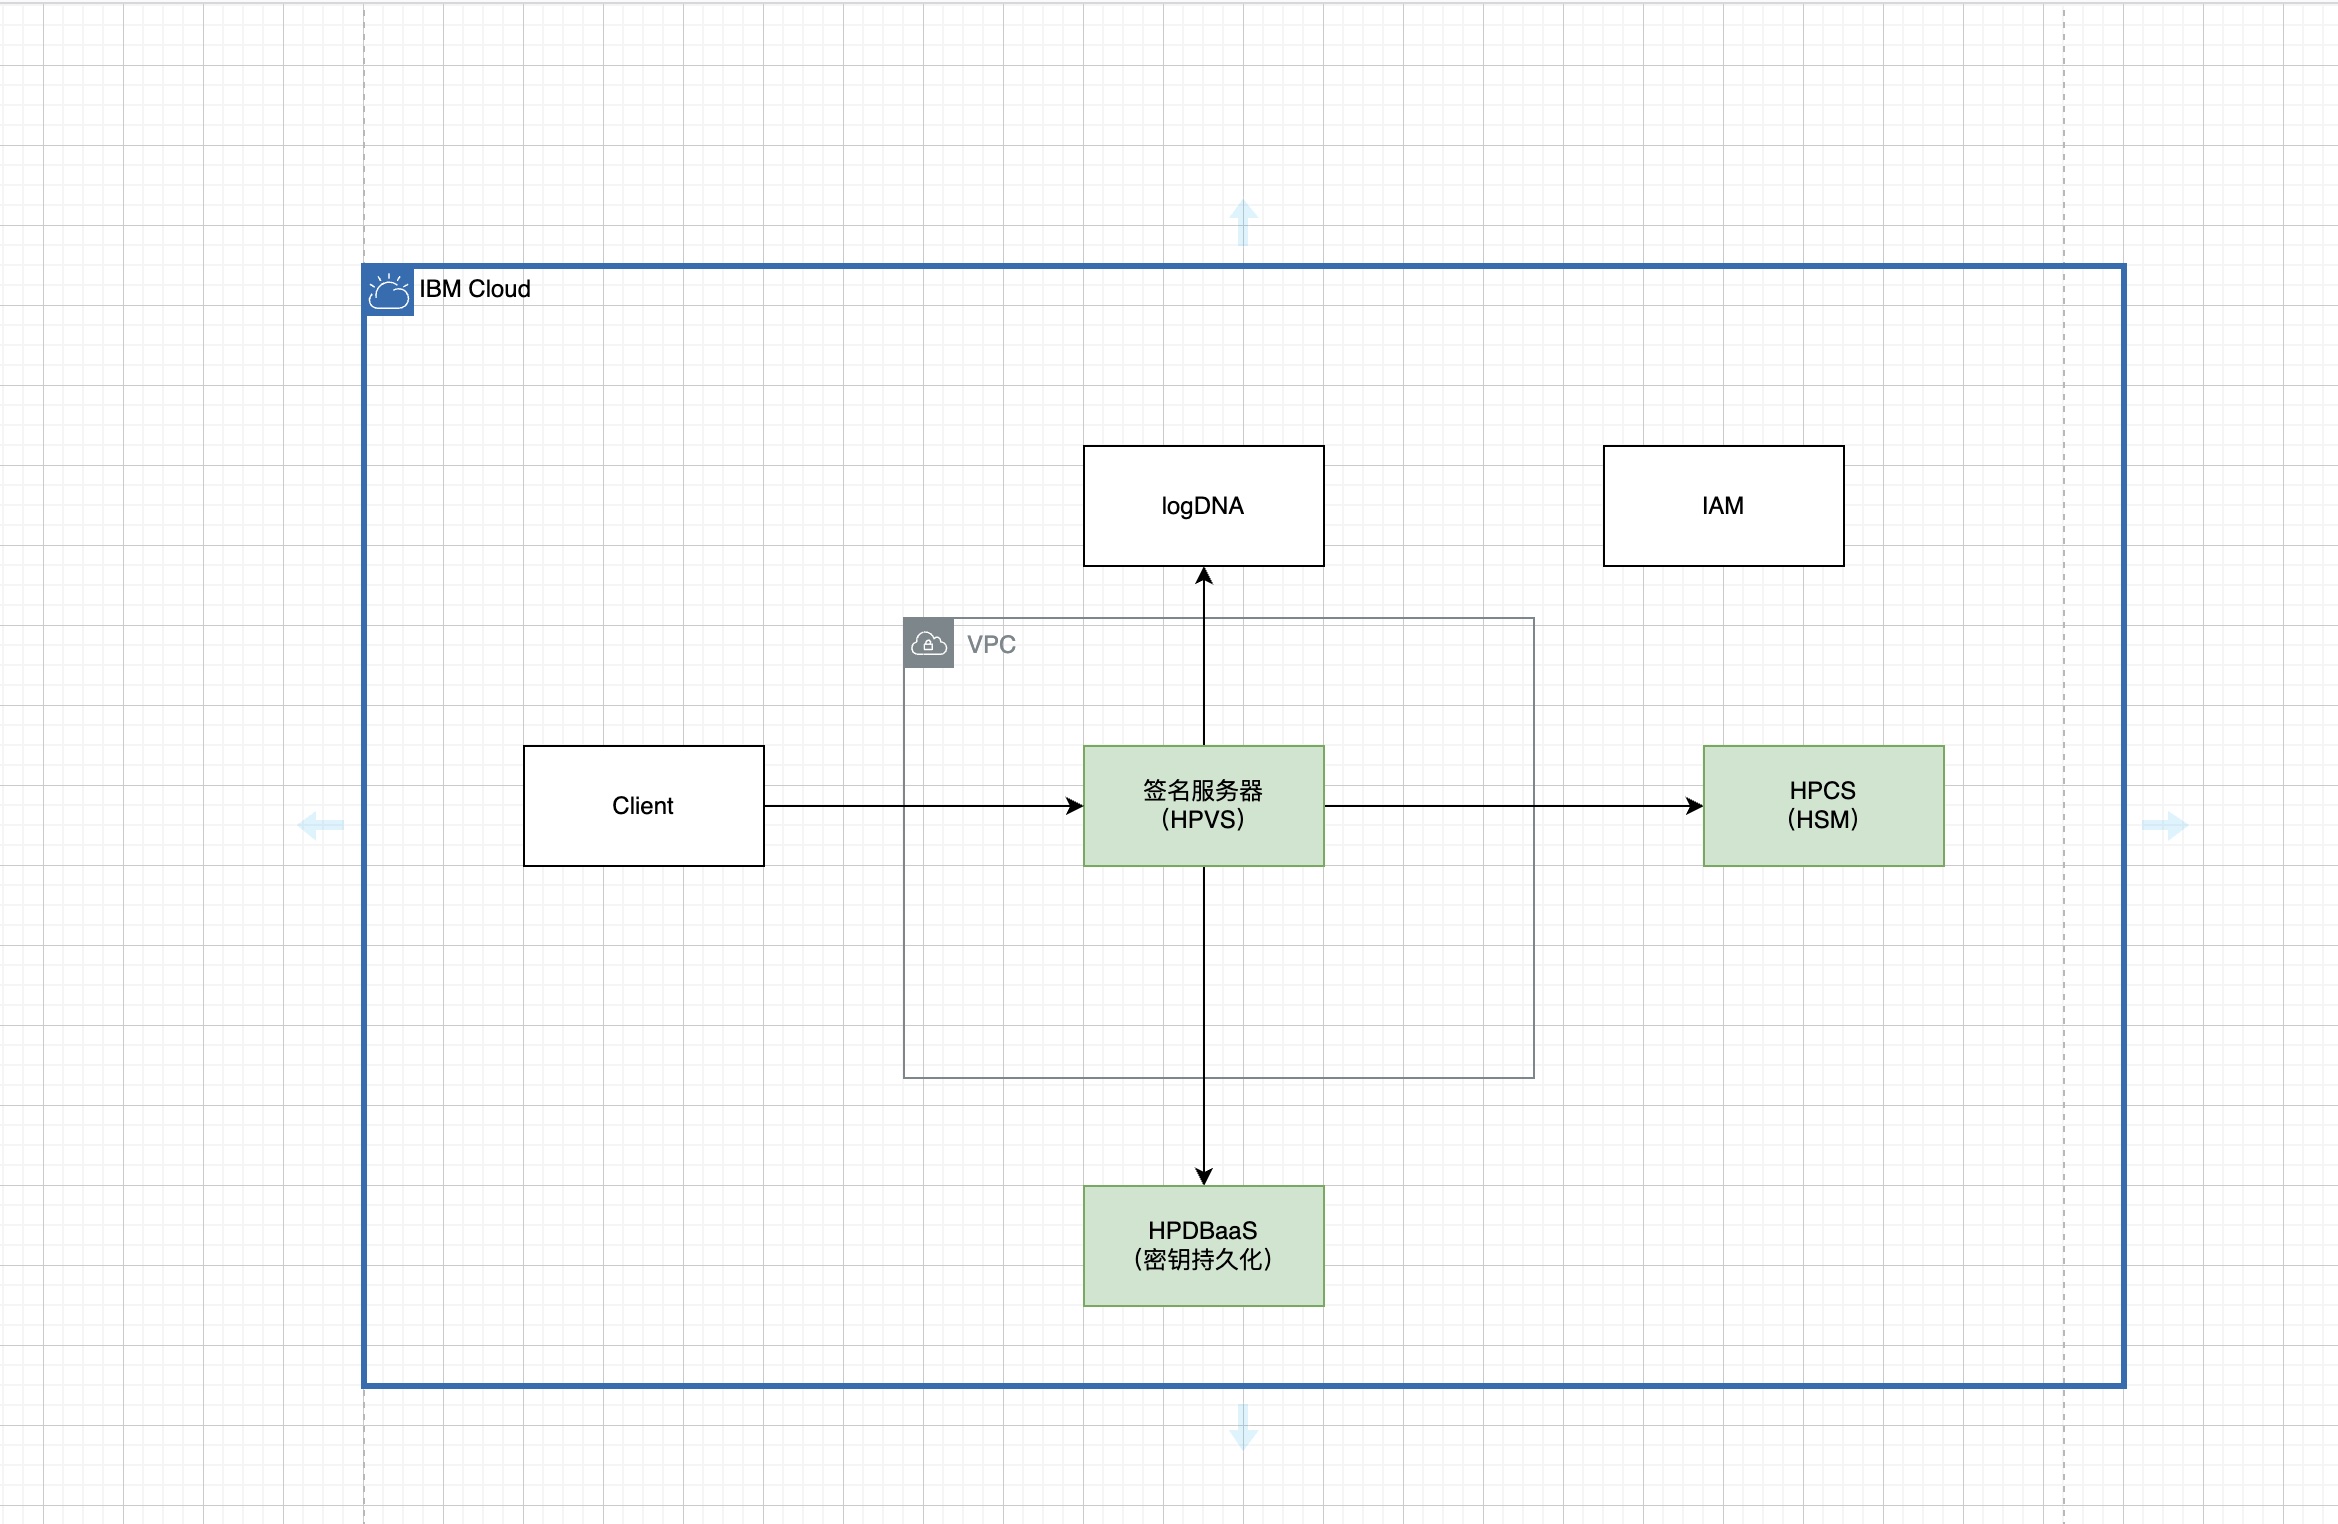 IBM Cloud
logDNA
IAM
VPC
Client
签名服务器
（HPVS）
HPCS
（HSM）
HPDBaaS
（密钥持久化）